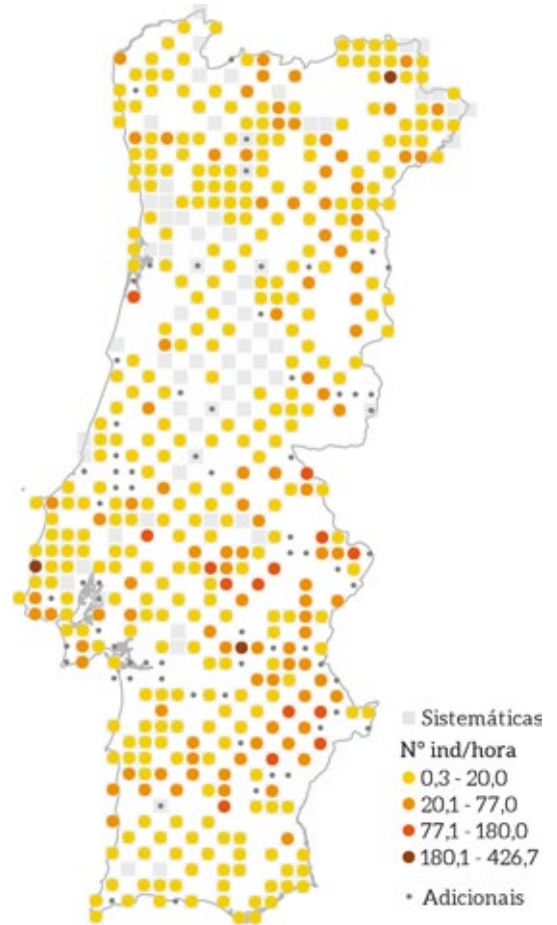 Sistemáticas
Nº ind/hora
0,3 - 20,0
20,1 - 77,0
77,1 - 180,0
180,1 - 426,7
Adicionais